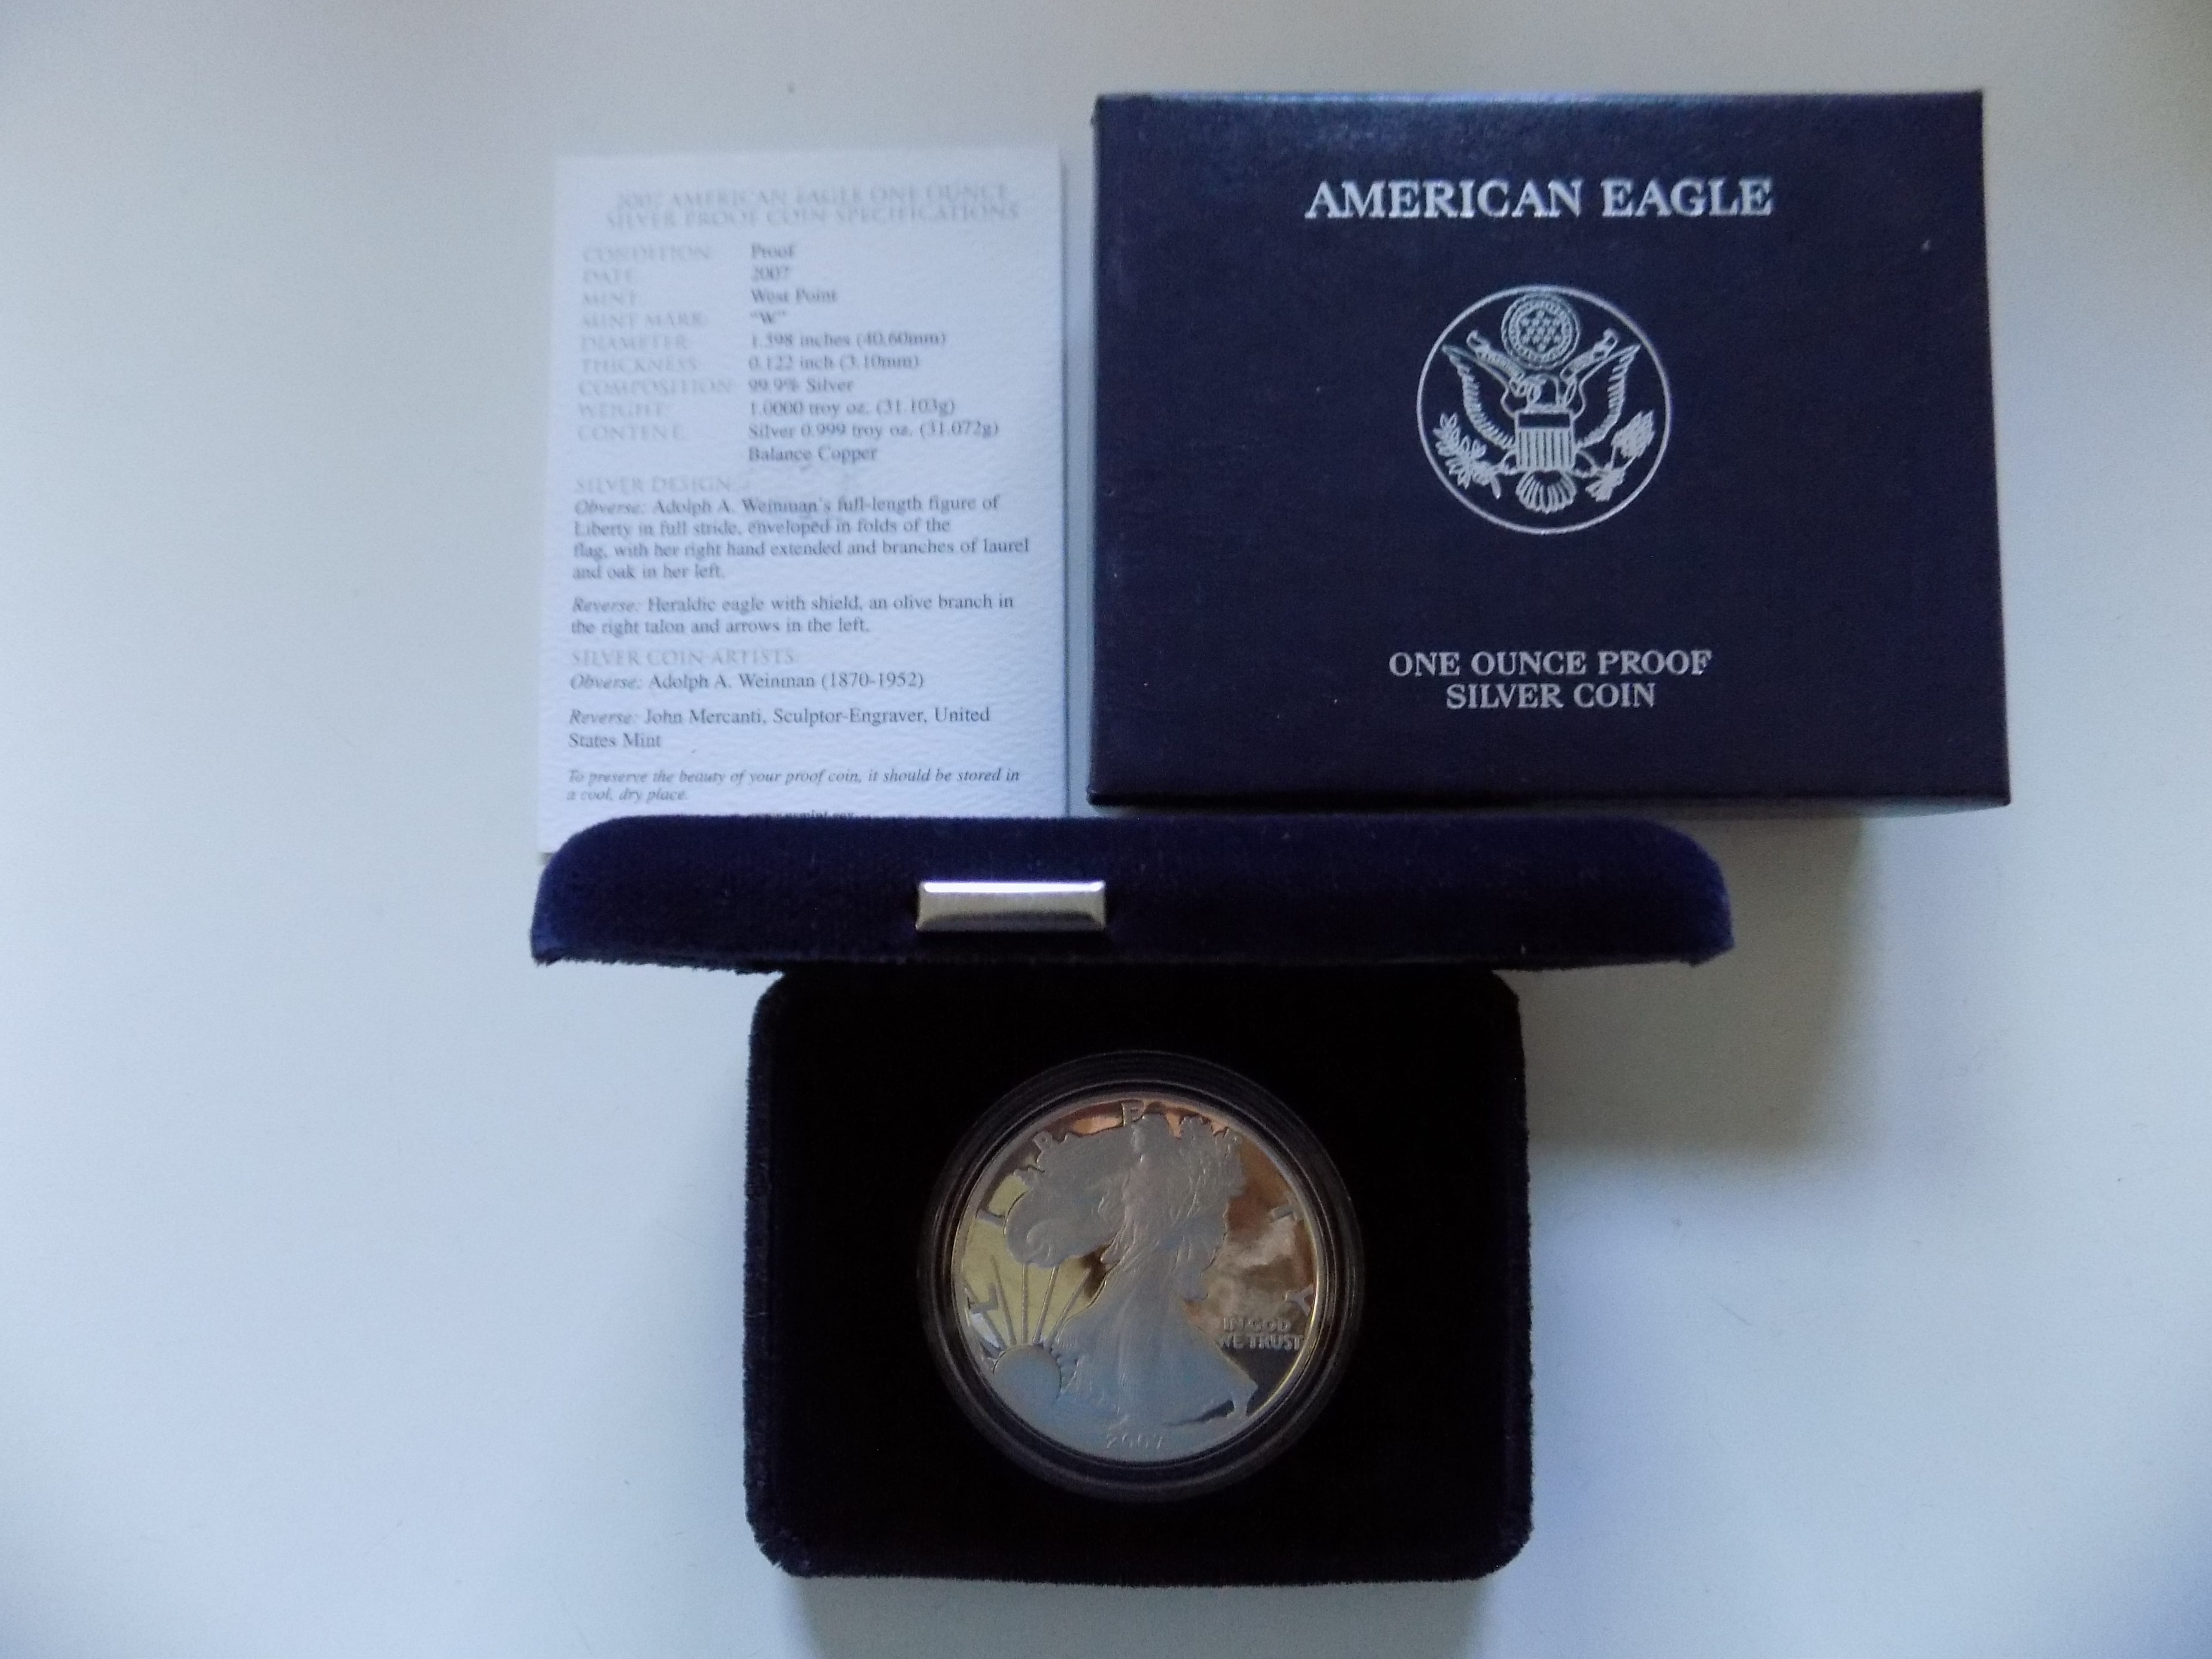 2007 AMERICAN EAGLE ONE OUNCE
SILVER PROOF COIN SPECIFICATIONS
CONDITION: Proof
DATE: 2007
MINT: West Point
MINT MARK: "W"
DIAMETER: 1.598 inches (40.60mm)
THICKNESS: 0.122 inch (3.10mm)
COMPOSITION: 99.9% Silver
WEIGHT: 1.0000 troy oz. (31.103g)
CONTENT: Silver 0.999 troy oz. (31.072g)
Balance Copper
SILVER DESIGN:
Obverse: Adolph A. Weinman's full-length figure of
Liberty in full stride, enveloped in folds of the
flag, with her right hand extended and branches of laurel
and oak in her left.
Reverse: Heraldic eagle with shield, an olive branch in
the right talon and arrows in the left.
SILVER COIN ARTISTS:
Obverse: Adolph A. Weinman (1870-1952)
Reverse: John Mercanti, Sculptor-Engraver, United
States Mint
To preserve the beauty of your proof coin, it should be stored in
a cool, dry place.
AMERICAN EAGLE
ONE OUNCE PROOF
SILVER COIN
LIBERTY
IN GOD
WE TRUST
2007